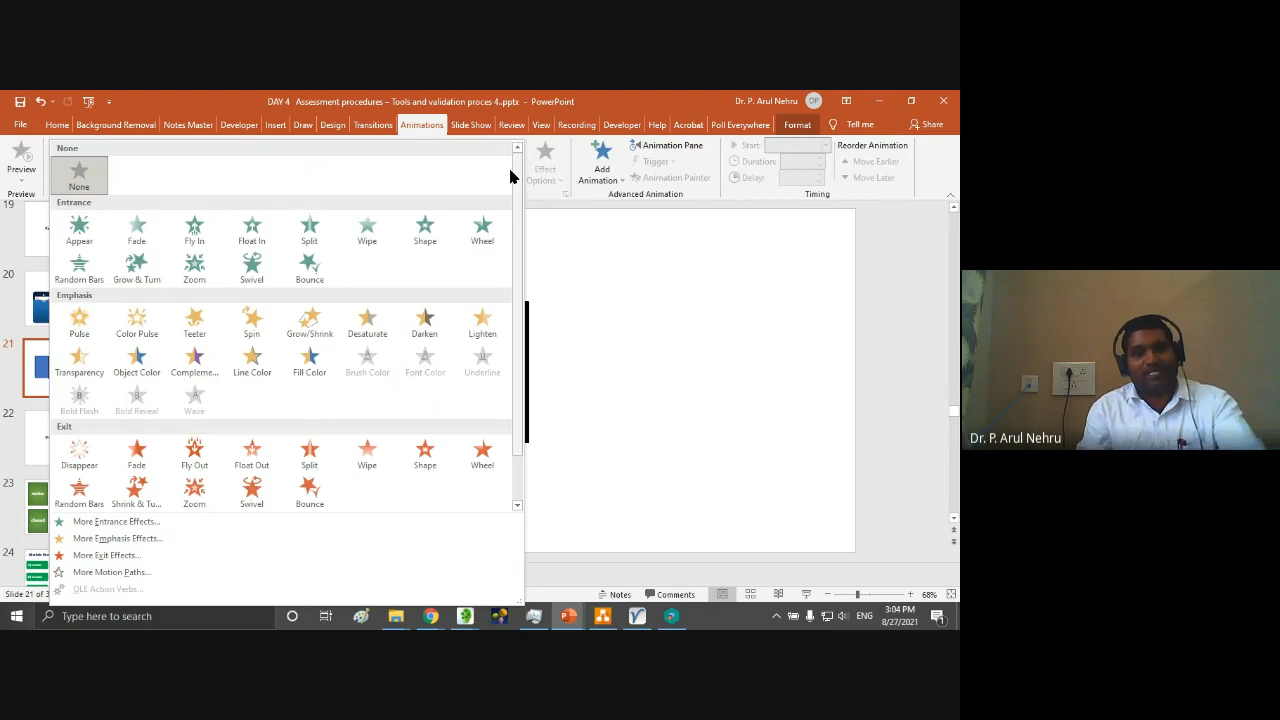 DAY 4 Assessment procedures – Tools and validation proces 4..pptx - PowerPoint
Dr. P. Arul Nehru DP
File Home Background Removal Notes Master Developer Insert Draw Design Transitions Animations Slide Show Review View Recording Developer Help Acrobat Poll Everywhere Format Tell me Share
Preview
Preview
None
None
Entrance
Appear Fade Fly In Float In Split Wipe Shape Wheel
Random Bars Grow & Turn Zoom Swivel Bounce
Emphasis
Pulse Color Pulse Teeter Spin Grow/Shrink Desaturate Darken Lighten
Transparency Object Color Compleme... Line Color Fill Color Brush Color Font Color Underline
Bold Flash Bold Reveal Wave
Exit
Disappear Fade Fly Out Float Out Split Wipe Shape Wheel
Random Bars Shrink & Tu... Zoom Swivel Bounce
More Entrance Effects...
More Emphasis Effects...
More Exit Effects...
More Motion Paths...
OLE Action Verbs...
Effect Options
Add Animation
Animation Pane
Trigger
Animation Painter
Advanced Animation
Start:
Duration:
Delay:
Reorder Animation
Move Earlier
Move Later
Timing
19
20
21
22
23
24
Slide 21 of 3
Notes Comments 68%
Type here to search
ENG
3:04 PM
8/27/2021
Dr. P. Arul Nehru